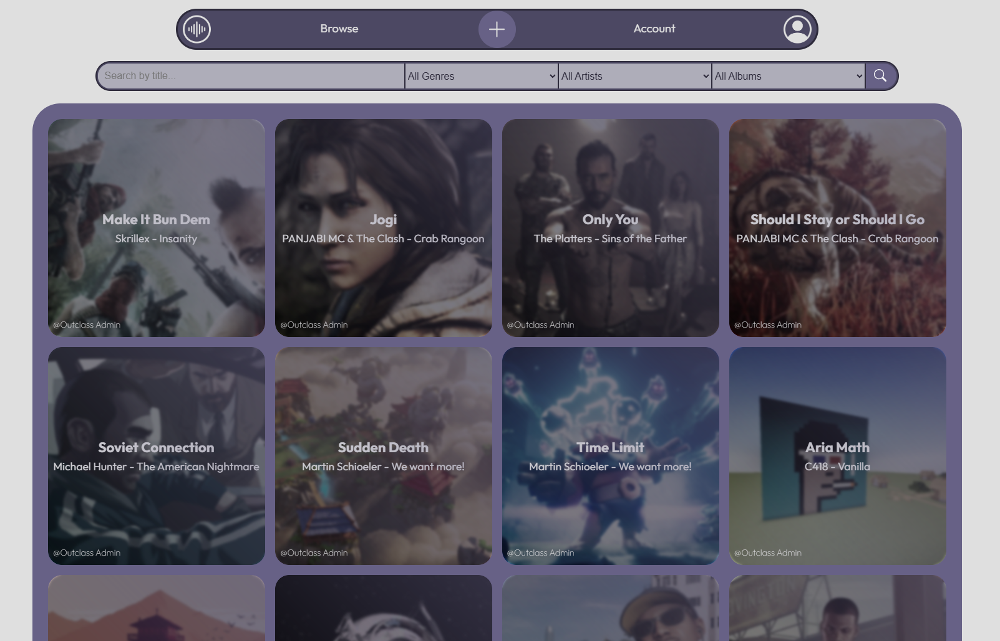 Browse
Account
Search by title...
All Genres
All Artists
All Albums
Make It Bun Dem
Skrillex - Insanity
@Outclass Admin
Jogi
PANJABI MC & The Clash - Crab Rangoon
@Outclass Admin
Only You
The Platters - Sins of the Father
@Outclass Admin
Should I Stay or Should I Go
PANJABI MC & The Clash - Crab Rangoon
@Outclass Admin
Soviet Connection
Michael Hunter - The American Nightmare
@Outclass Admin
Sudden Death
Martin Schioeler - We want more!
@Outclass Admin
Time Limit
Martin Schioeler - We want more!
@Outclass Admin
Aria Math
C418 - Vanilla
@Outclass Admin